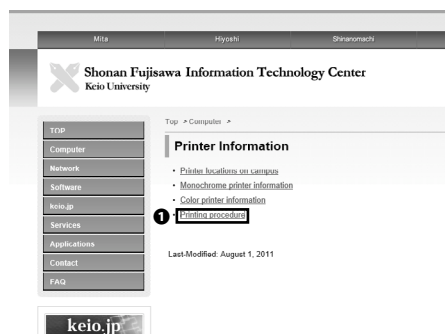 Mita Hiyoshi Shinanomachi
Shonan Fujisawa Information Technology Center
Keio University
Top > Computer >
TOP
Computer
Network
Software
keio.jp
Services
Applications
Contact
FAQ
Printer Information
• Printer locations on campus
• Monochrome printer information
• Color printer information
❶ • Printing procedure
Last-Modified: August 1, 2011
keio.jp